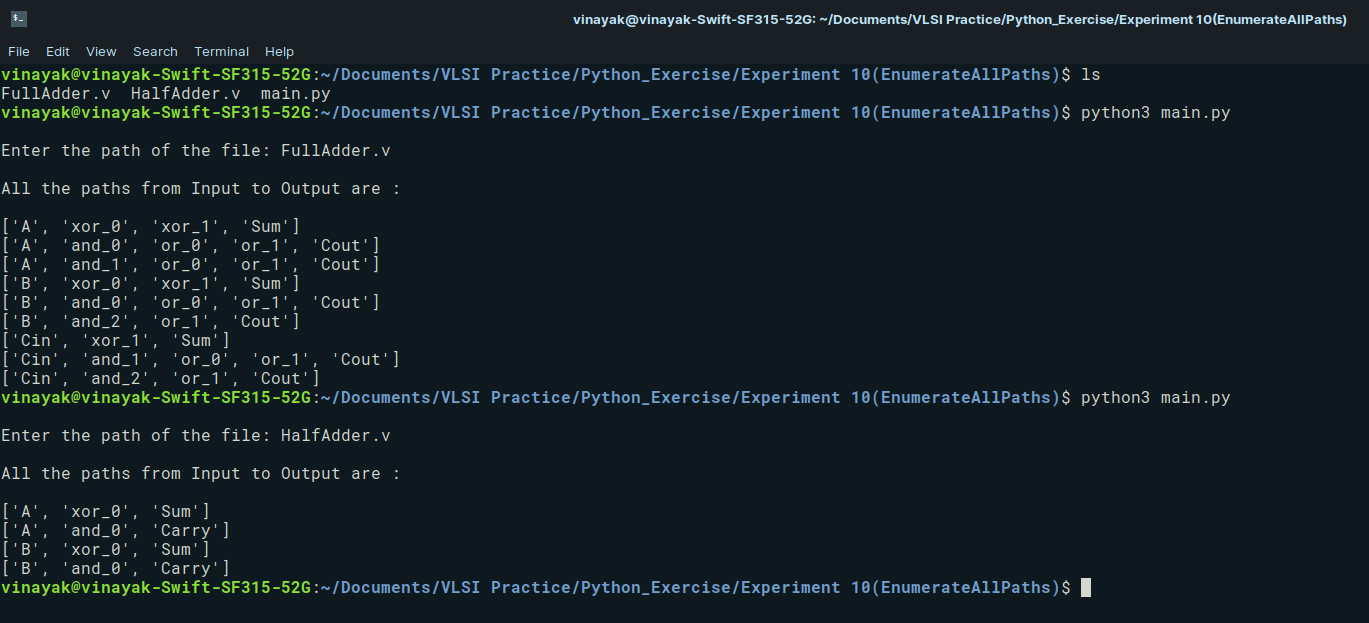 $_
vinayak@vinayak-Swift-SF315-52G: ~/Documents/VLSI Practice/Python_Exercise/Experiment 10(EnumerateAllPaths)
File Edit View Search Terminal Help
vinayak@vinayak-Swift-SF315-52G:~/Documents/VLSI Practice/Python_Exercise/Experiment 10(EnumerateAllPaths)$ ls
FullAdder.v  HalfAdder.v  main.py
vinayak@vinayak-Swift-SF315-52G:~/Documents/VLSI Practice/Python_Exercise/Experiment 10(EnumerateAllPaths)$ python3 main.py
Enter the path of the file: FullAdder.v
All the paths from Input to Output are :
['A', 'xor_0', 'xor_1', 'Sum']
['A', 'and_0', 'or_0', 'or_1', 'Cout']
['A', 'and_1', 'or_0', 'or_1', 'Cout']
['B', 'xor_0', 'xor_1', 'Sum']
['B', 'and_0', 'or_0', 'or_1', 'Cout']
['B', 'and_2', 'or_1', 'Cout']
['Cin', 'xor_1', 'Sum']
['Cin', 'and_1', 'or_0', 'or_1', 'Cout']
['Cin', 'and_2', 'or_1', 'Cout']
vinayak@vinayak-Swift-SF315-52G:~/Documents/VLSI Practice/Python_Exercise/Experiment 10(EnumerateAllPaths)$ python3 main.py
Enter the path of the file: HalfAdder.v
All the paths from Input to Output are :
['A', 'xor_0', 'Sum']
['A', 'and_0', 'Carry']
['B', 'xor_0', 'Sum']
['B', 'and_0', 'Carry']
vinayak@vinayak-Swift-SF315-52G:~/Documents/VLSI Practice/Python_Exercise/Experiment 10(EnumerateAllPaths)$